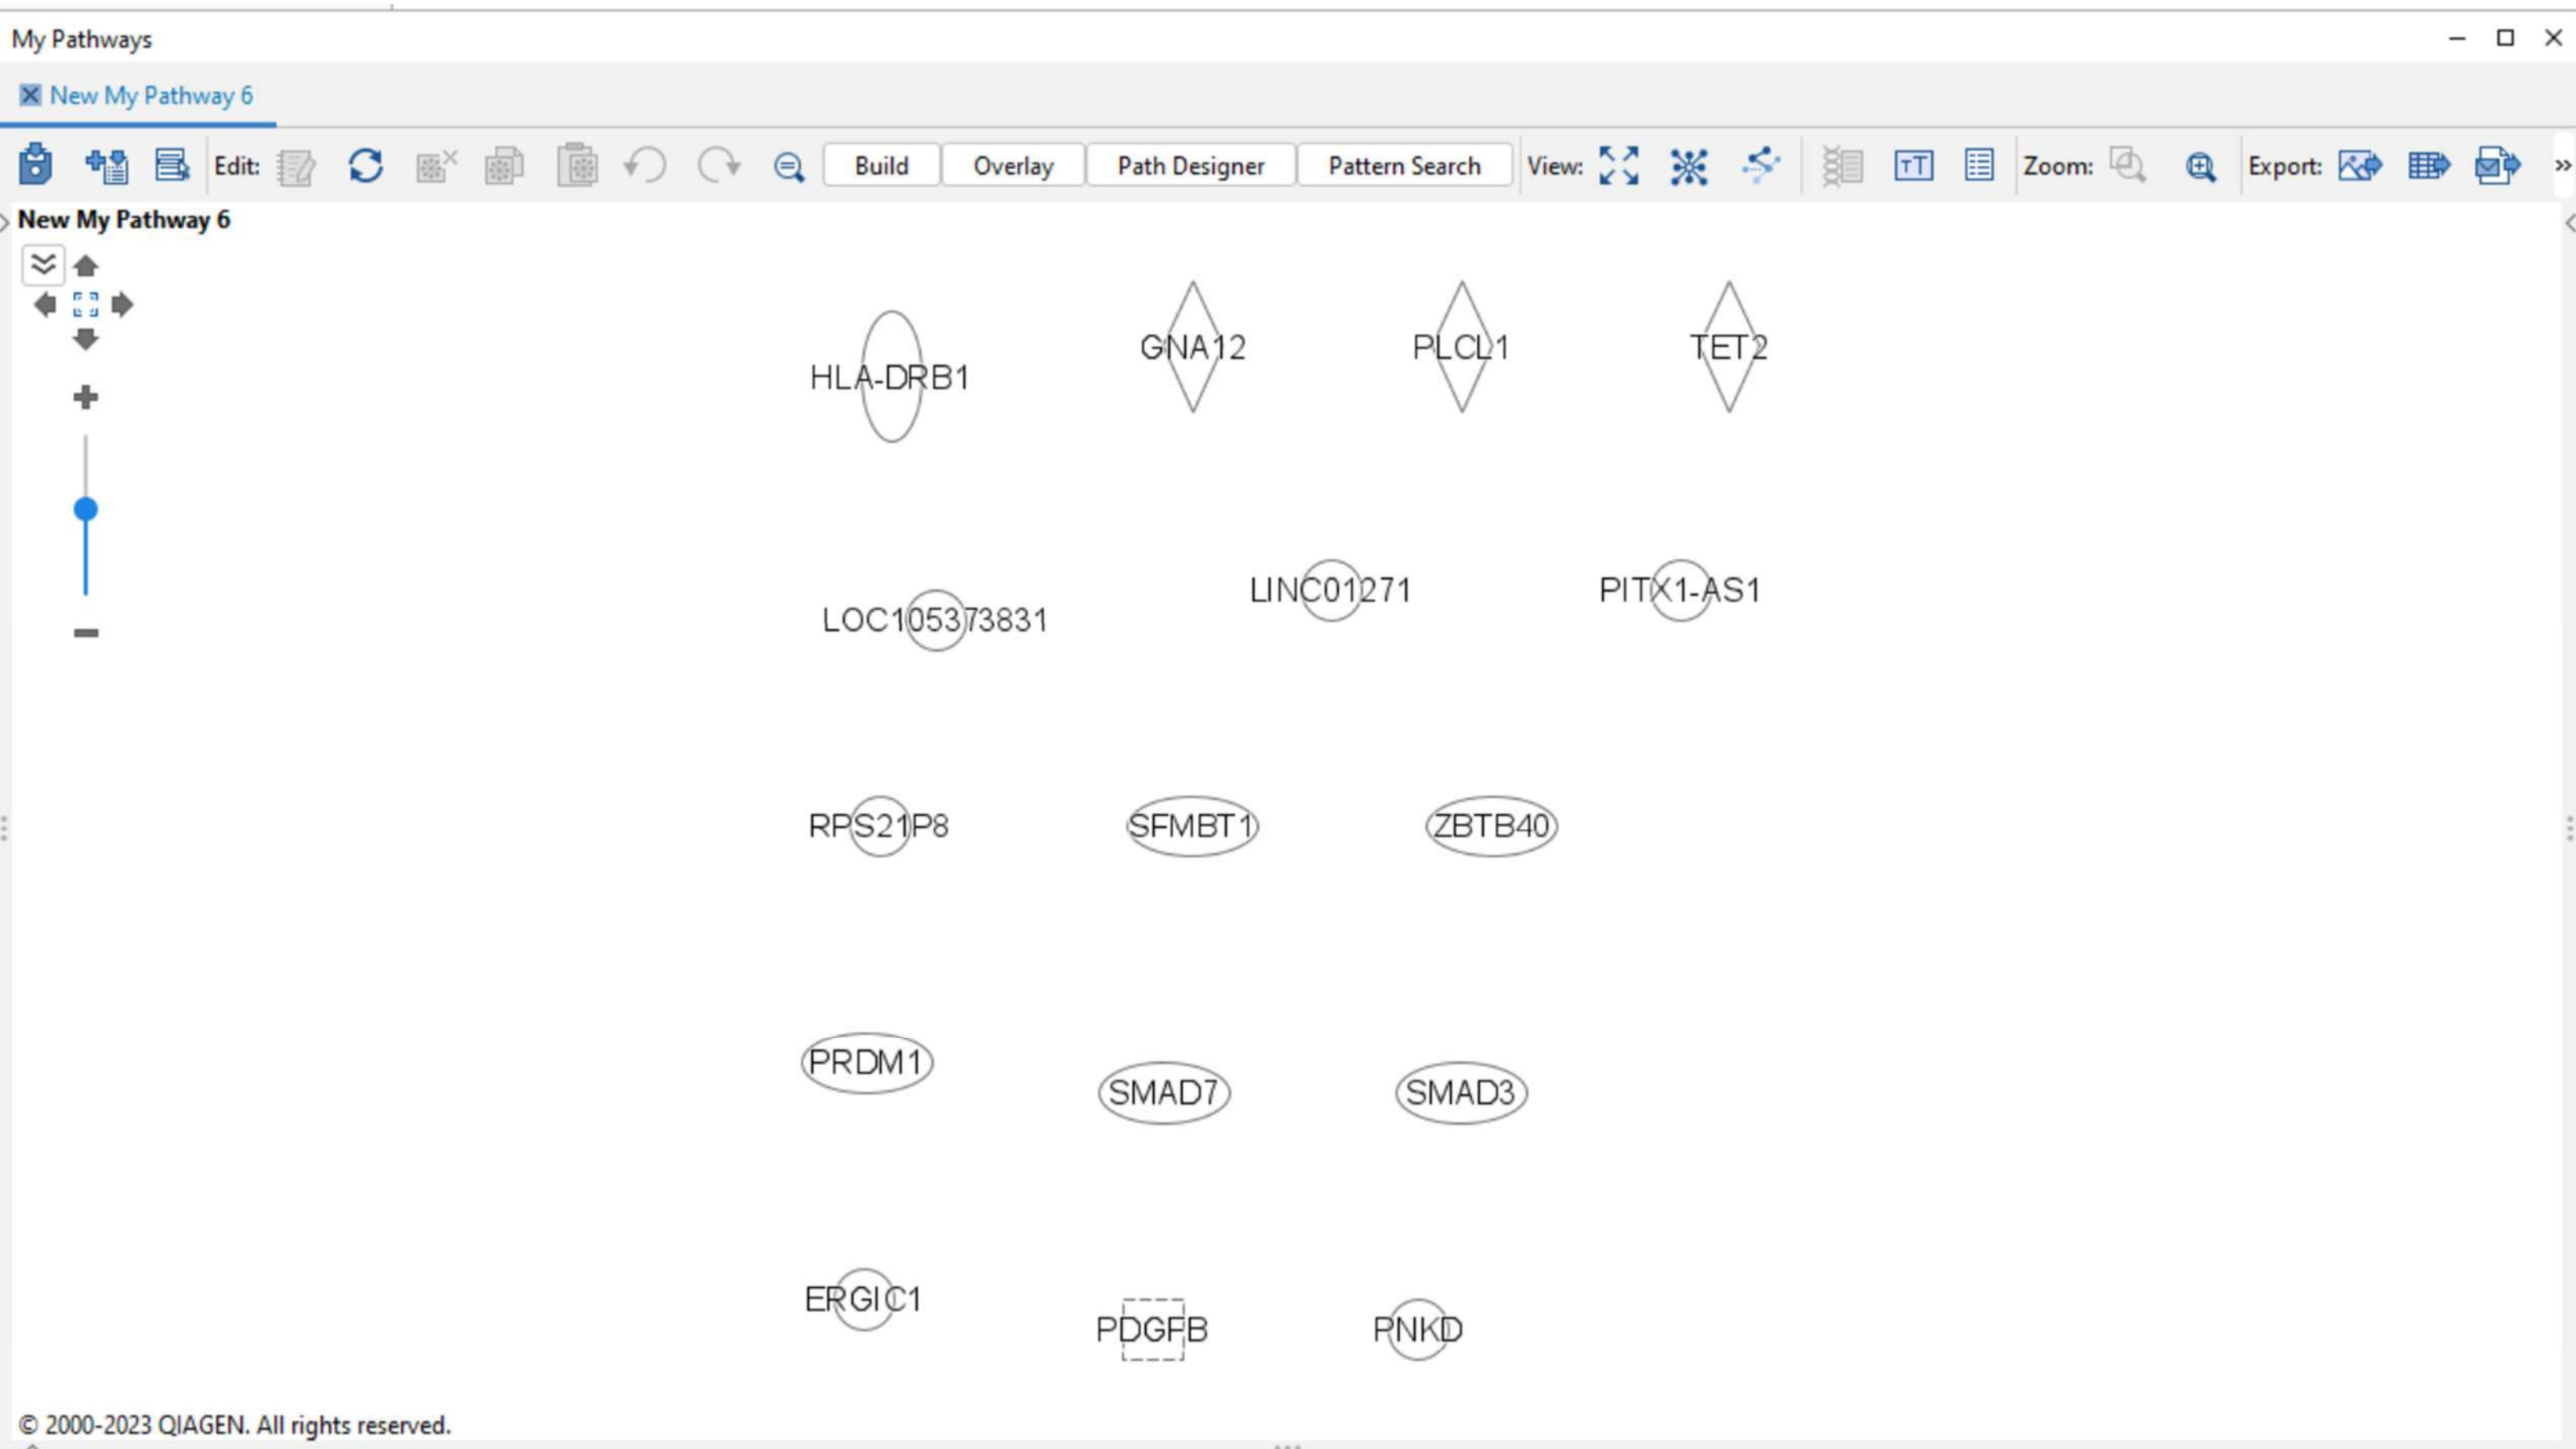 My Pathways
New My Pathway 6
Edit: Build Overlay Path Designer Pattern Search View: TT Zoom: Export: »
New My Pathway 6
HLA-DRB1 GNA12 PLCL1 TET2
LOC105373831 LINC01271 PITX1-AS1
RPS21P8 SFMBT1 ZBTB40
PRDM1 SMAD7 SMAD3
ERGIC1 PDGFB PNKD
© 2000-2023 QIAGEN. All rights reserved.